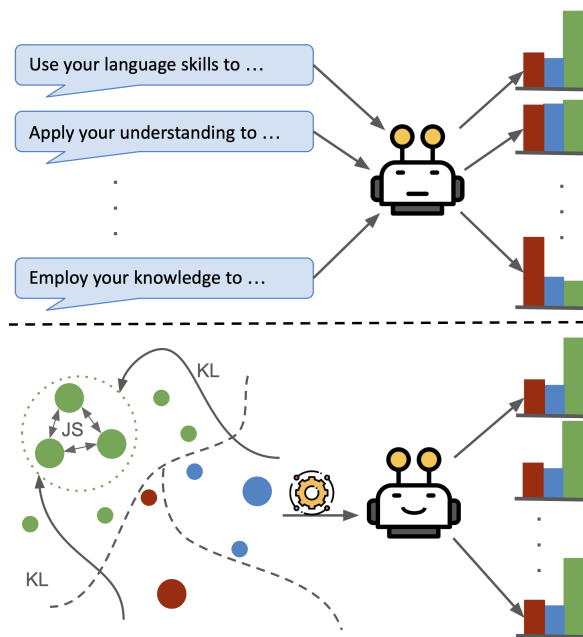 Use your language skills to …
Apply your understanding to …
Employ your knowledge to …
KL
JS
KL